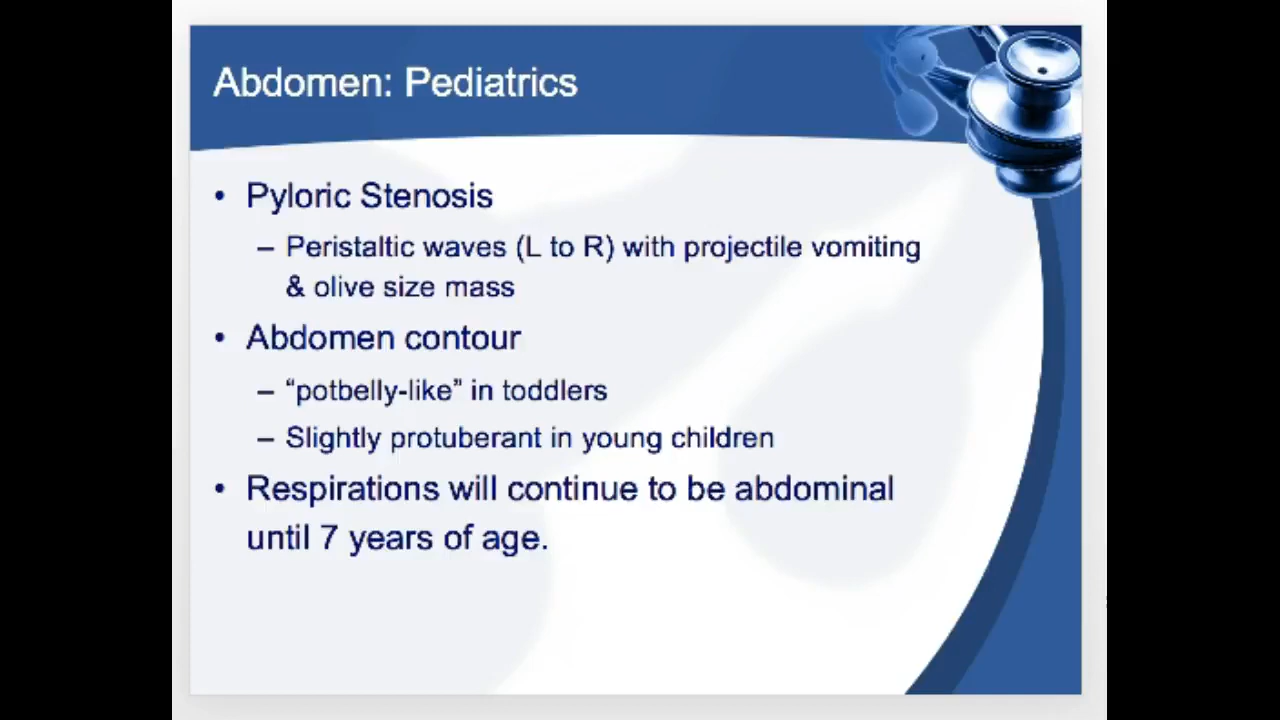 Abdomen: Pediatrics
• Pyloric Stenosis
– Peristaltic waves (L to R) with projectile vomiting
& olive size mass
• Abdomen contour
– “potbelly-like” in toddlers
– Slightly protuberant in young children
• Respirations will continue to be abdominal
until 7 years of age.